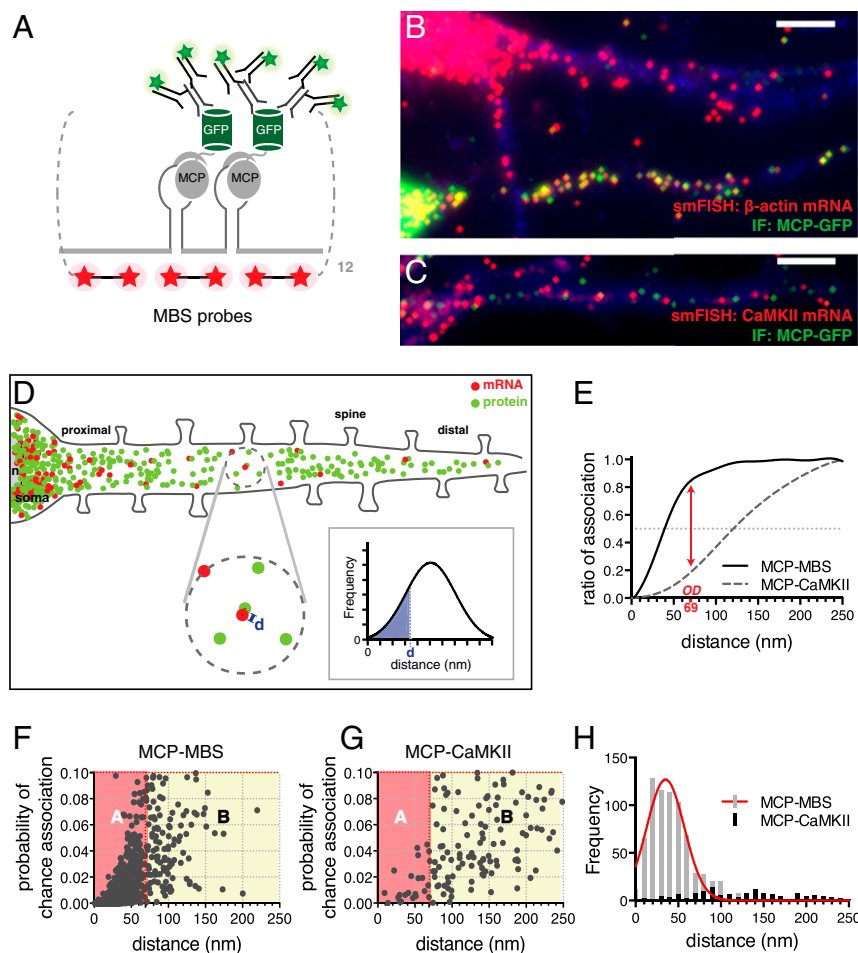 A
GFP
GFP
MCP
MCP
12
MBS probes
B
smFISH: β-actin mRNA
IF: MCP-GFP
C
smFISH: CaMKII mRNA
IF: MCP-GFP
D
mRNA
protein
proximal
spine
distal
n
soma
d
Frequency
0
0
d
distance (nm)
E
ratio of association
1.0
0.8
0.6
0.4
0.2
0.0
MCP-MBS
MCP-CaMKII
OD
69
0
50
100
150
200
250
distance (nm)
F
MCP-MBS
probability of
chance association
0.10
0.08
0.06
0.04
0.02
0.00
A
B
0
50
100
150
200
250
distance (nm)
G
MCP-CaMKII
probability of
chance association
0.10
0.08
0.06
0.04
0.02
0.00
A
B
0
50
100
150
200
250
distance (nm)
H
Frequency
150
100
50
0
MCP-MBS
MCP-CaMKII
0
50
100
150
200
250
distance (nm)